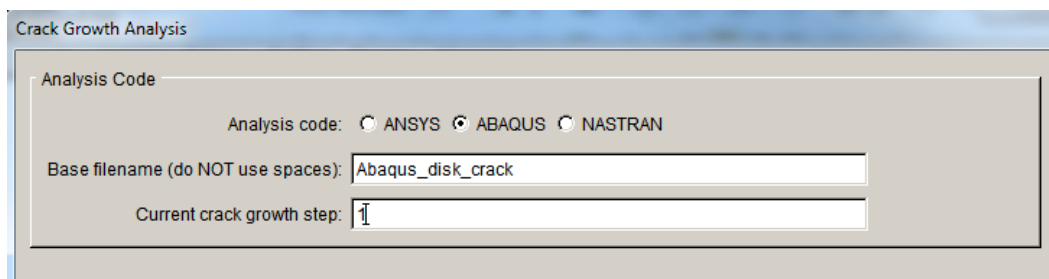 Crack Growth Analysis
Analysis Code
Analysis code: ANSYS ABAQUS NASTRAN
Base filename (do NOT use spaces): Abaqus_disk_crack
Current crack growth step: 1